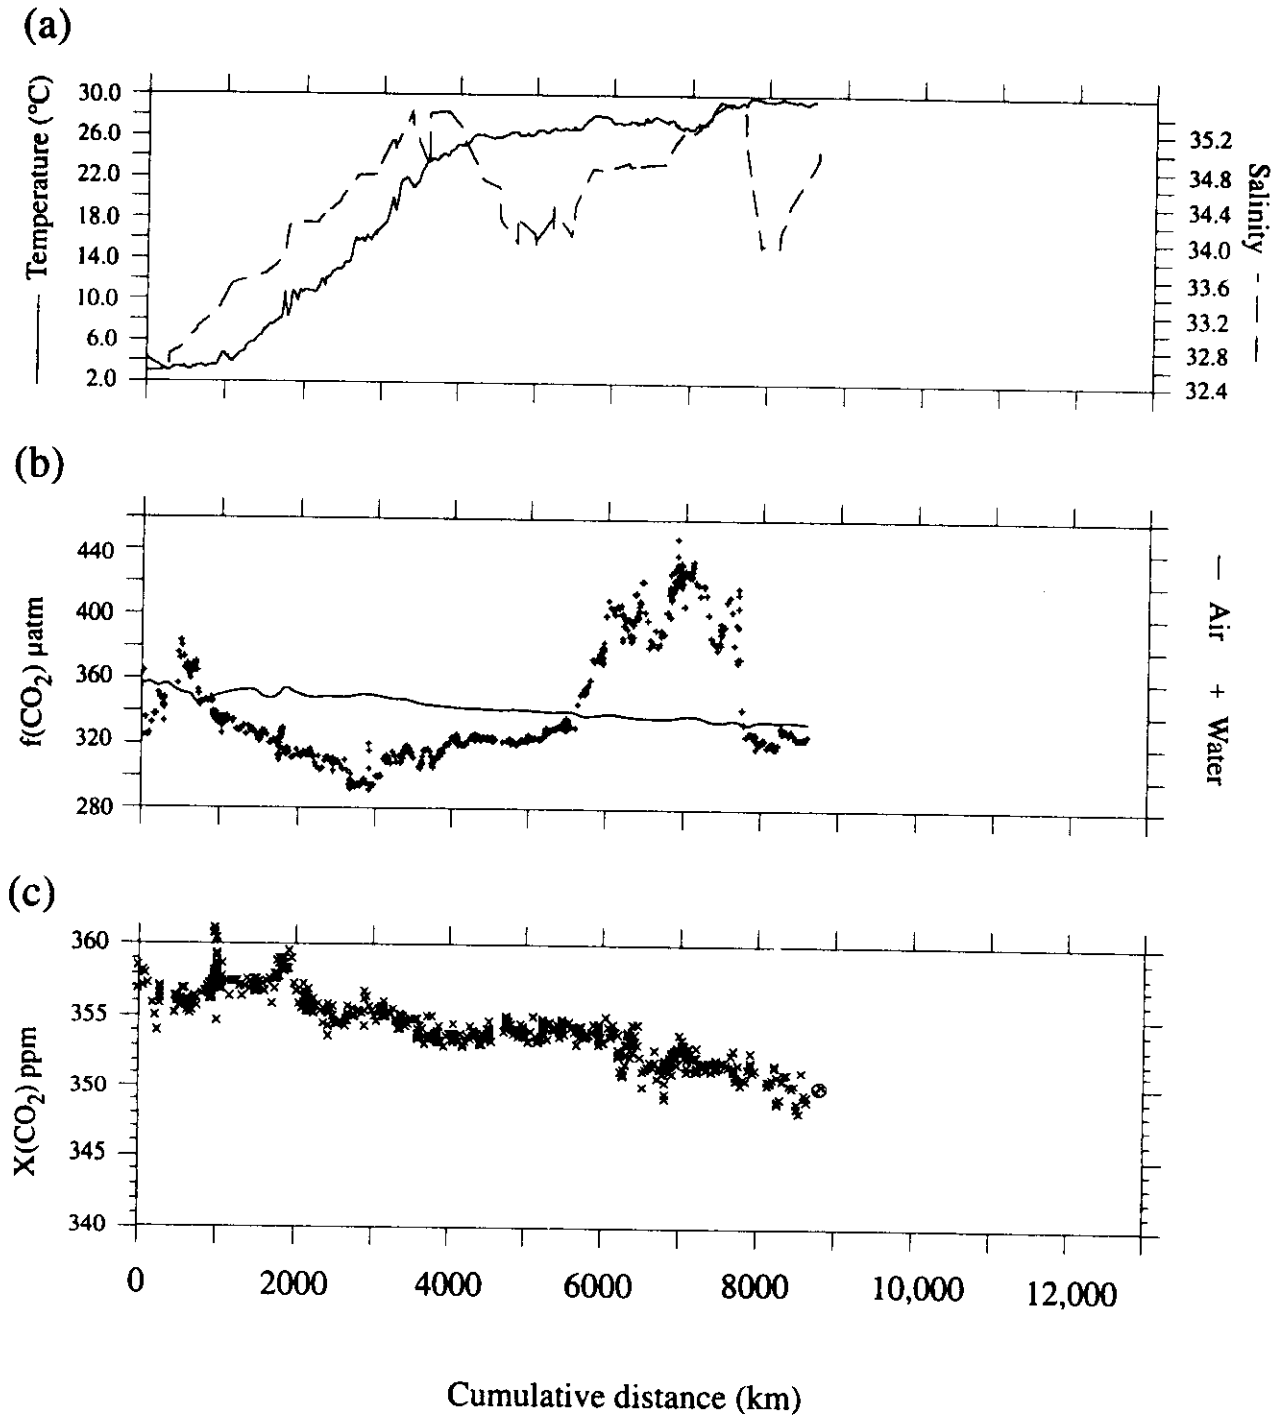 (a)
30.0
26.0
22.0
18.0
14.0
10.0
6.0
2.0
Temperature (°C)
35.2
34.8
34.4
34.0
33.6
33.2
32.8
32.4
Salinity
(b)
440
400
360
320
280
f(CO2) µatm
— Air + Water
(c)
360
355
350
345
340
X(CO2) ppm
0 2000 4000 6000 8000 10,000 12,000
Cumulative distance (km)